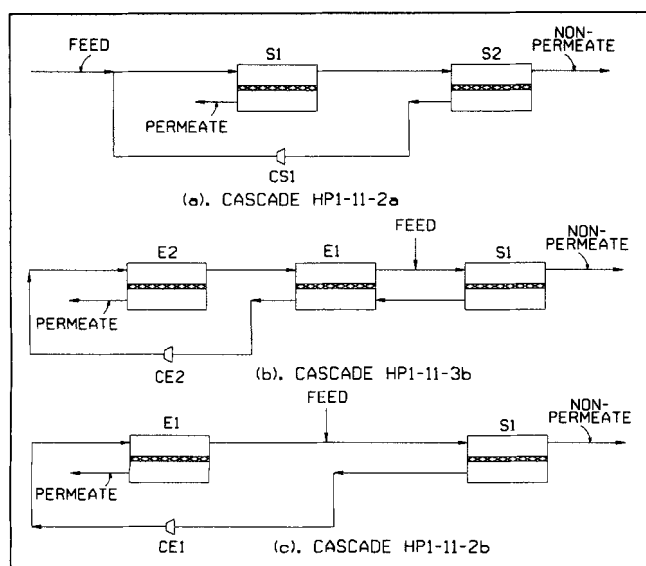 FEED
S1
S2
NON-
PERMEATE
PERMEATE
CS1
(a). CASCADE HP1-11-2a
FEED
NON-
PERMEATE
E2
E1
S1
PERMEATE
CE2
(b). CASCADE HP1-11-3b
FEED
NON-
PERMEATE
E1
S1
PERMEATE
CE1
(c). CASCADE HP1-11-2b